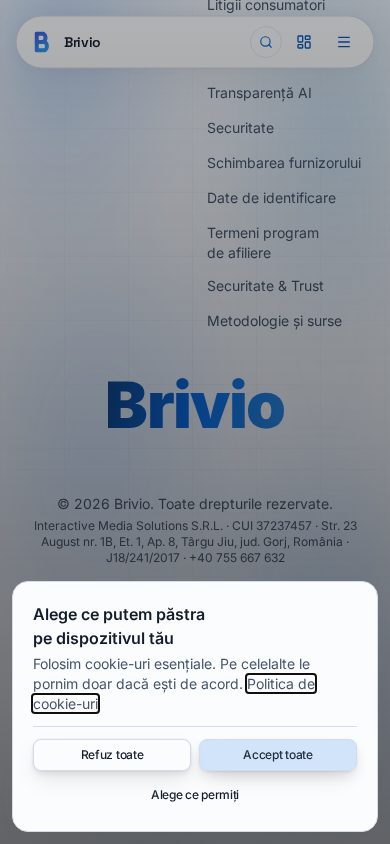 Litigii consumatori
Brivio
Transparență AI
Securitate
Schimbarea furnizorului
Date de identificare
Termeni program
de afiliere
Securitate & Trust
Metodologie și surse
Brivio
© 2026 Brivio. Toate drepturile rezervate.
Interactive Media Solutions S.R.L. · CUI 37237457 · Str. 23
August nr. 1B, Et. 1, Ap. 8, Târgu Jiu, jud. Gorj, România ·
J18/241/2017 · +40 755 667 632
Alege ce putem păstra
pe dispozitivul tău
Folosim cookie-uri esențiale. Pe celelalte le
pornim doar dacă ești de acord. Politica de
cookie-uri
Refuz toate
Accept toate
Alege ce permiți